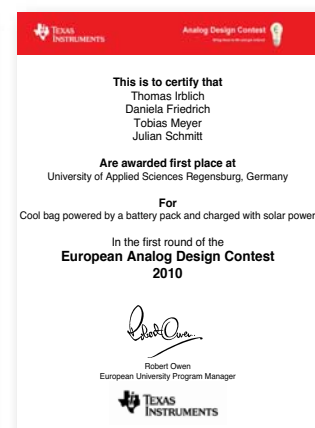 TEXAS INSTRUMENTS
Analog Design Contest
This is to certify that
Thomas Irblich
Daniela Friedrich
Tobias Meyer
Julian Schmitt
Are awarded first place at
University of Applied Sciences Regensburg, Germany
For
Cool bag powered by a battery pack and charged with solar power
In the first round of the
European Analog Design Contest
2010
Robert Owen
Robert Owen
European University Program Manager
TEXAS
INSTRUMENTS